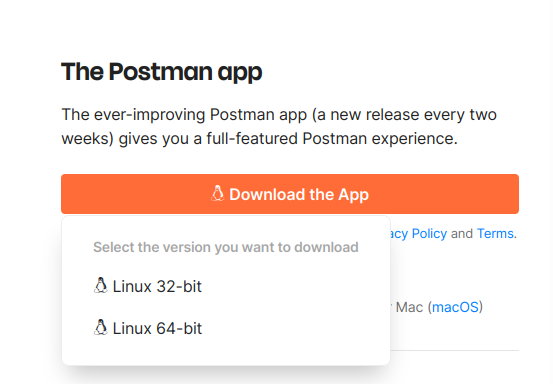 The Postman app
The ever-improving Postman app (a new release every two
weeks) gives you a full-featured Postman experience.
Download the App
Policy and Terms.
Select the version you want to download
Linux 32-bit
Mac (macOS)
Linux 64-bit